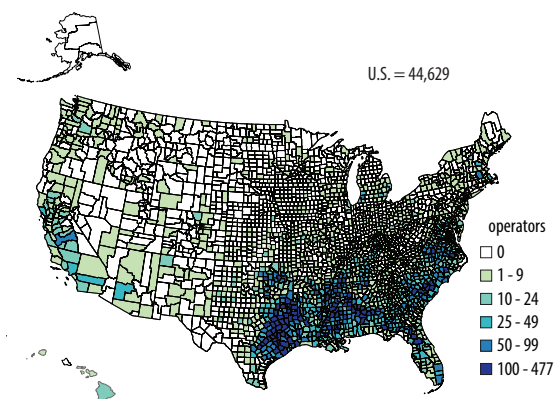 U.S. = 44,629
operators
0
1 - 9
10 - 24
25 - 49
50 - 99
100 - 477